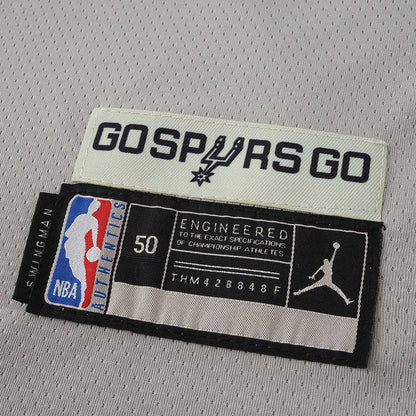 GO SPURS GO
SWINGMAN
NBA
AUTHENTICS
50
ENGINEERED
TO THE EXACT SPECIFICATIONS
OF CHAMPIONSHIP ATHLETES
THM428848F